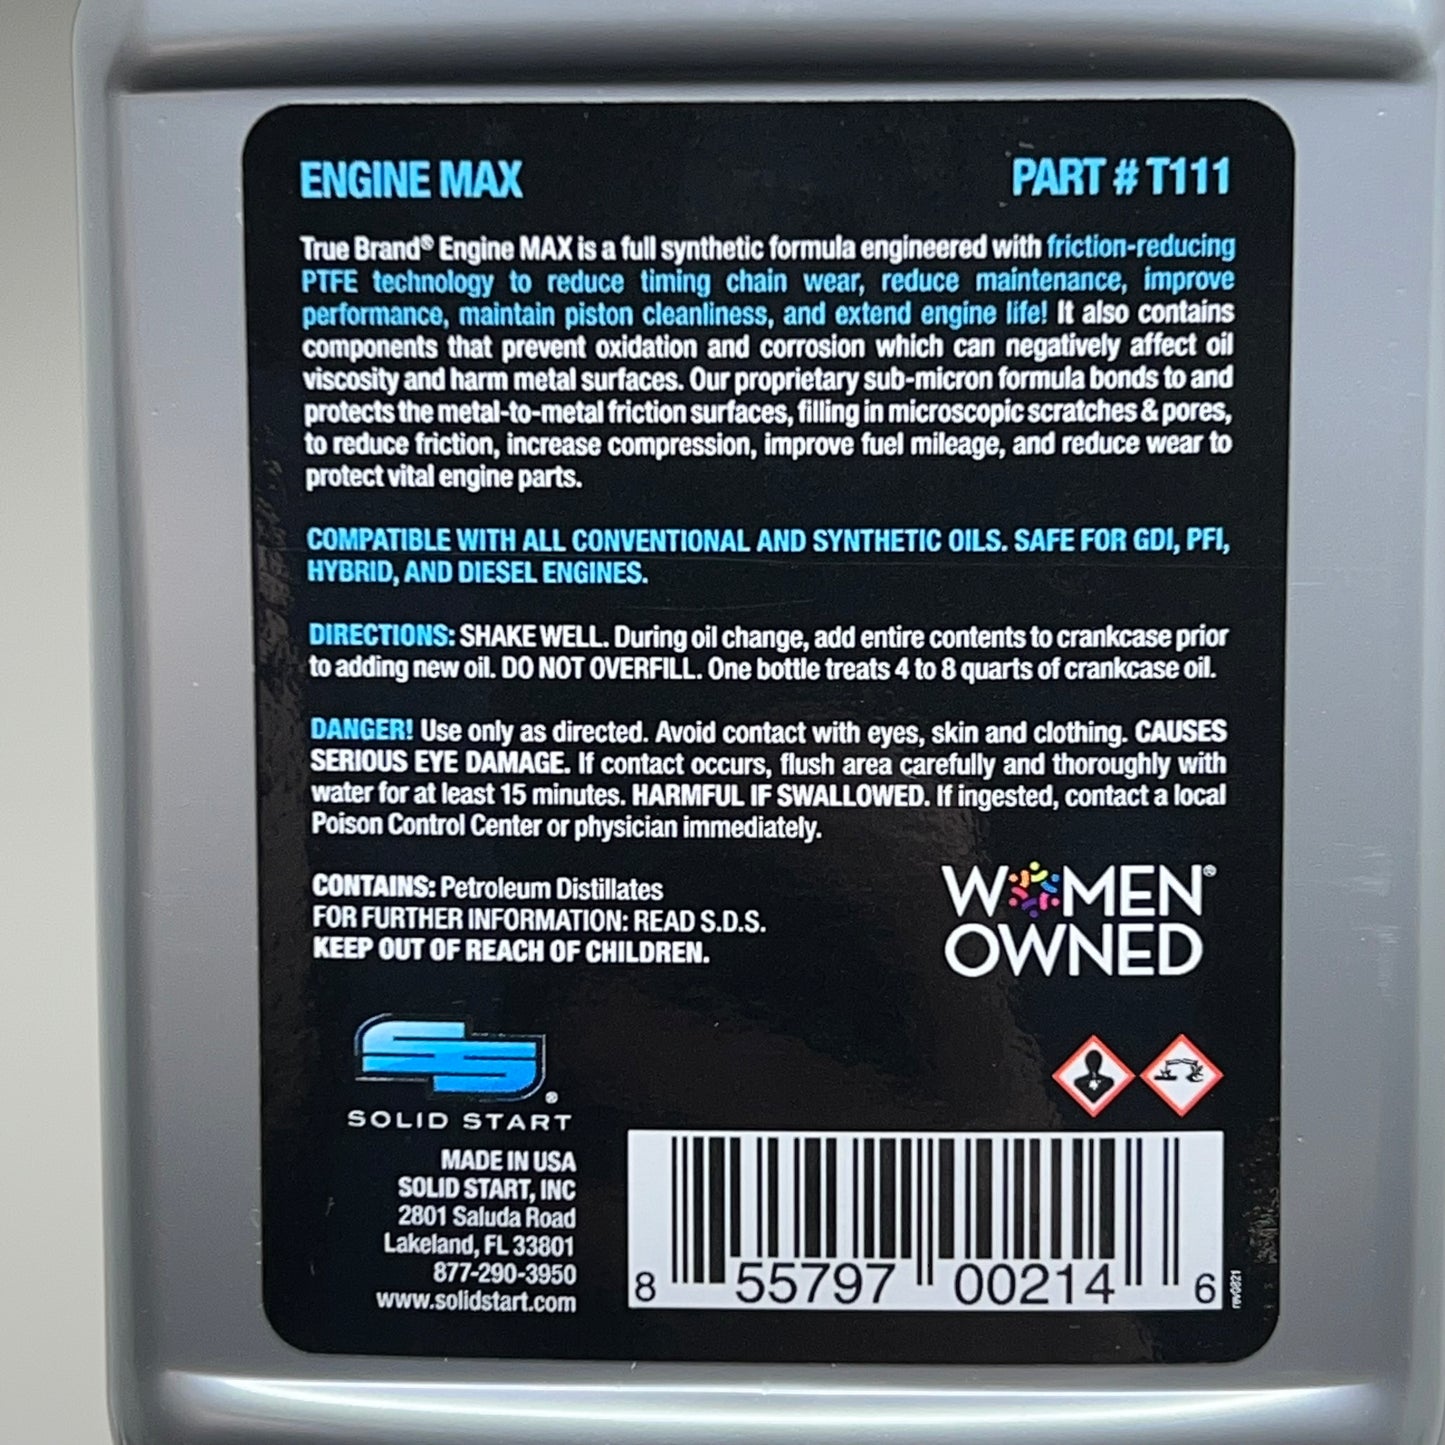 ENGINE MAX
PART # T111
True Brand® Engine MAX is a full synthetic formula engineered with friction-reducing
PTFE technology to reduce timing chain wear, reduce maintenance, improve
performance, maintain piston cleanliness, and extend engine life! It also contains
components that prevent oxidation and corrosion which can negatively affect oil
viscosity and harm metal surfaces. Our proprietary sub-micron formula bonds to and
protects the metal-to-metal friction surfaces, filling in microscopic scratches & pores,
to reduce friction, increase compression, improve fuel mileage, and reduce wear to
protect vital engine parts.
COMPATIBLE WITH ALL CONVENTIONAL AND SYNTHETIC OILS. SAFE FOR GDI, PFI,
HYBRID, AND DIESEL ENGINES.
DIRECTIONS: SHAKE WELL. During oil change, add entire contents to crankcase prior
to adding new oil. DO NOT OVERFILL. One bottle treats 4 to 8 quarts of crankcase oil.
DANGER! Use only as directed. Avoid contact with eyes, skin and clothing. CAUSES
SERIOUS EYE DAMAGE. If contact occurs, flush area carefully and thoroughly with
water for at least 15 minutes. HARMFUL IF SWALLOWED. If ingested, contact a local
Poison Control Center or physician immediately.
CONTAINS: Petroleum Distillates
FOR FURTHER INFORMATION: READ S.D.S.
KEEP OUT OF REACH OF CHILDREN.
WOMEN®
OWNED
SS®
SOLID START
MADE IN USA
SOLID START, INC
2801 Saluda Road
Lakeland, FL 33801
877-290-3950
www.solidstart.com
8 55797 00214 6
rev0821